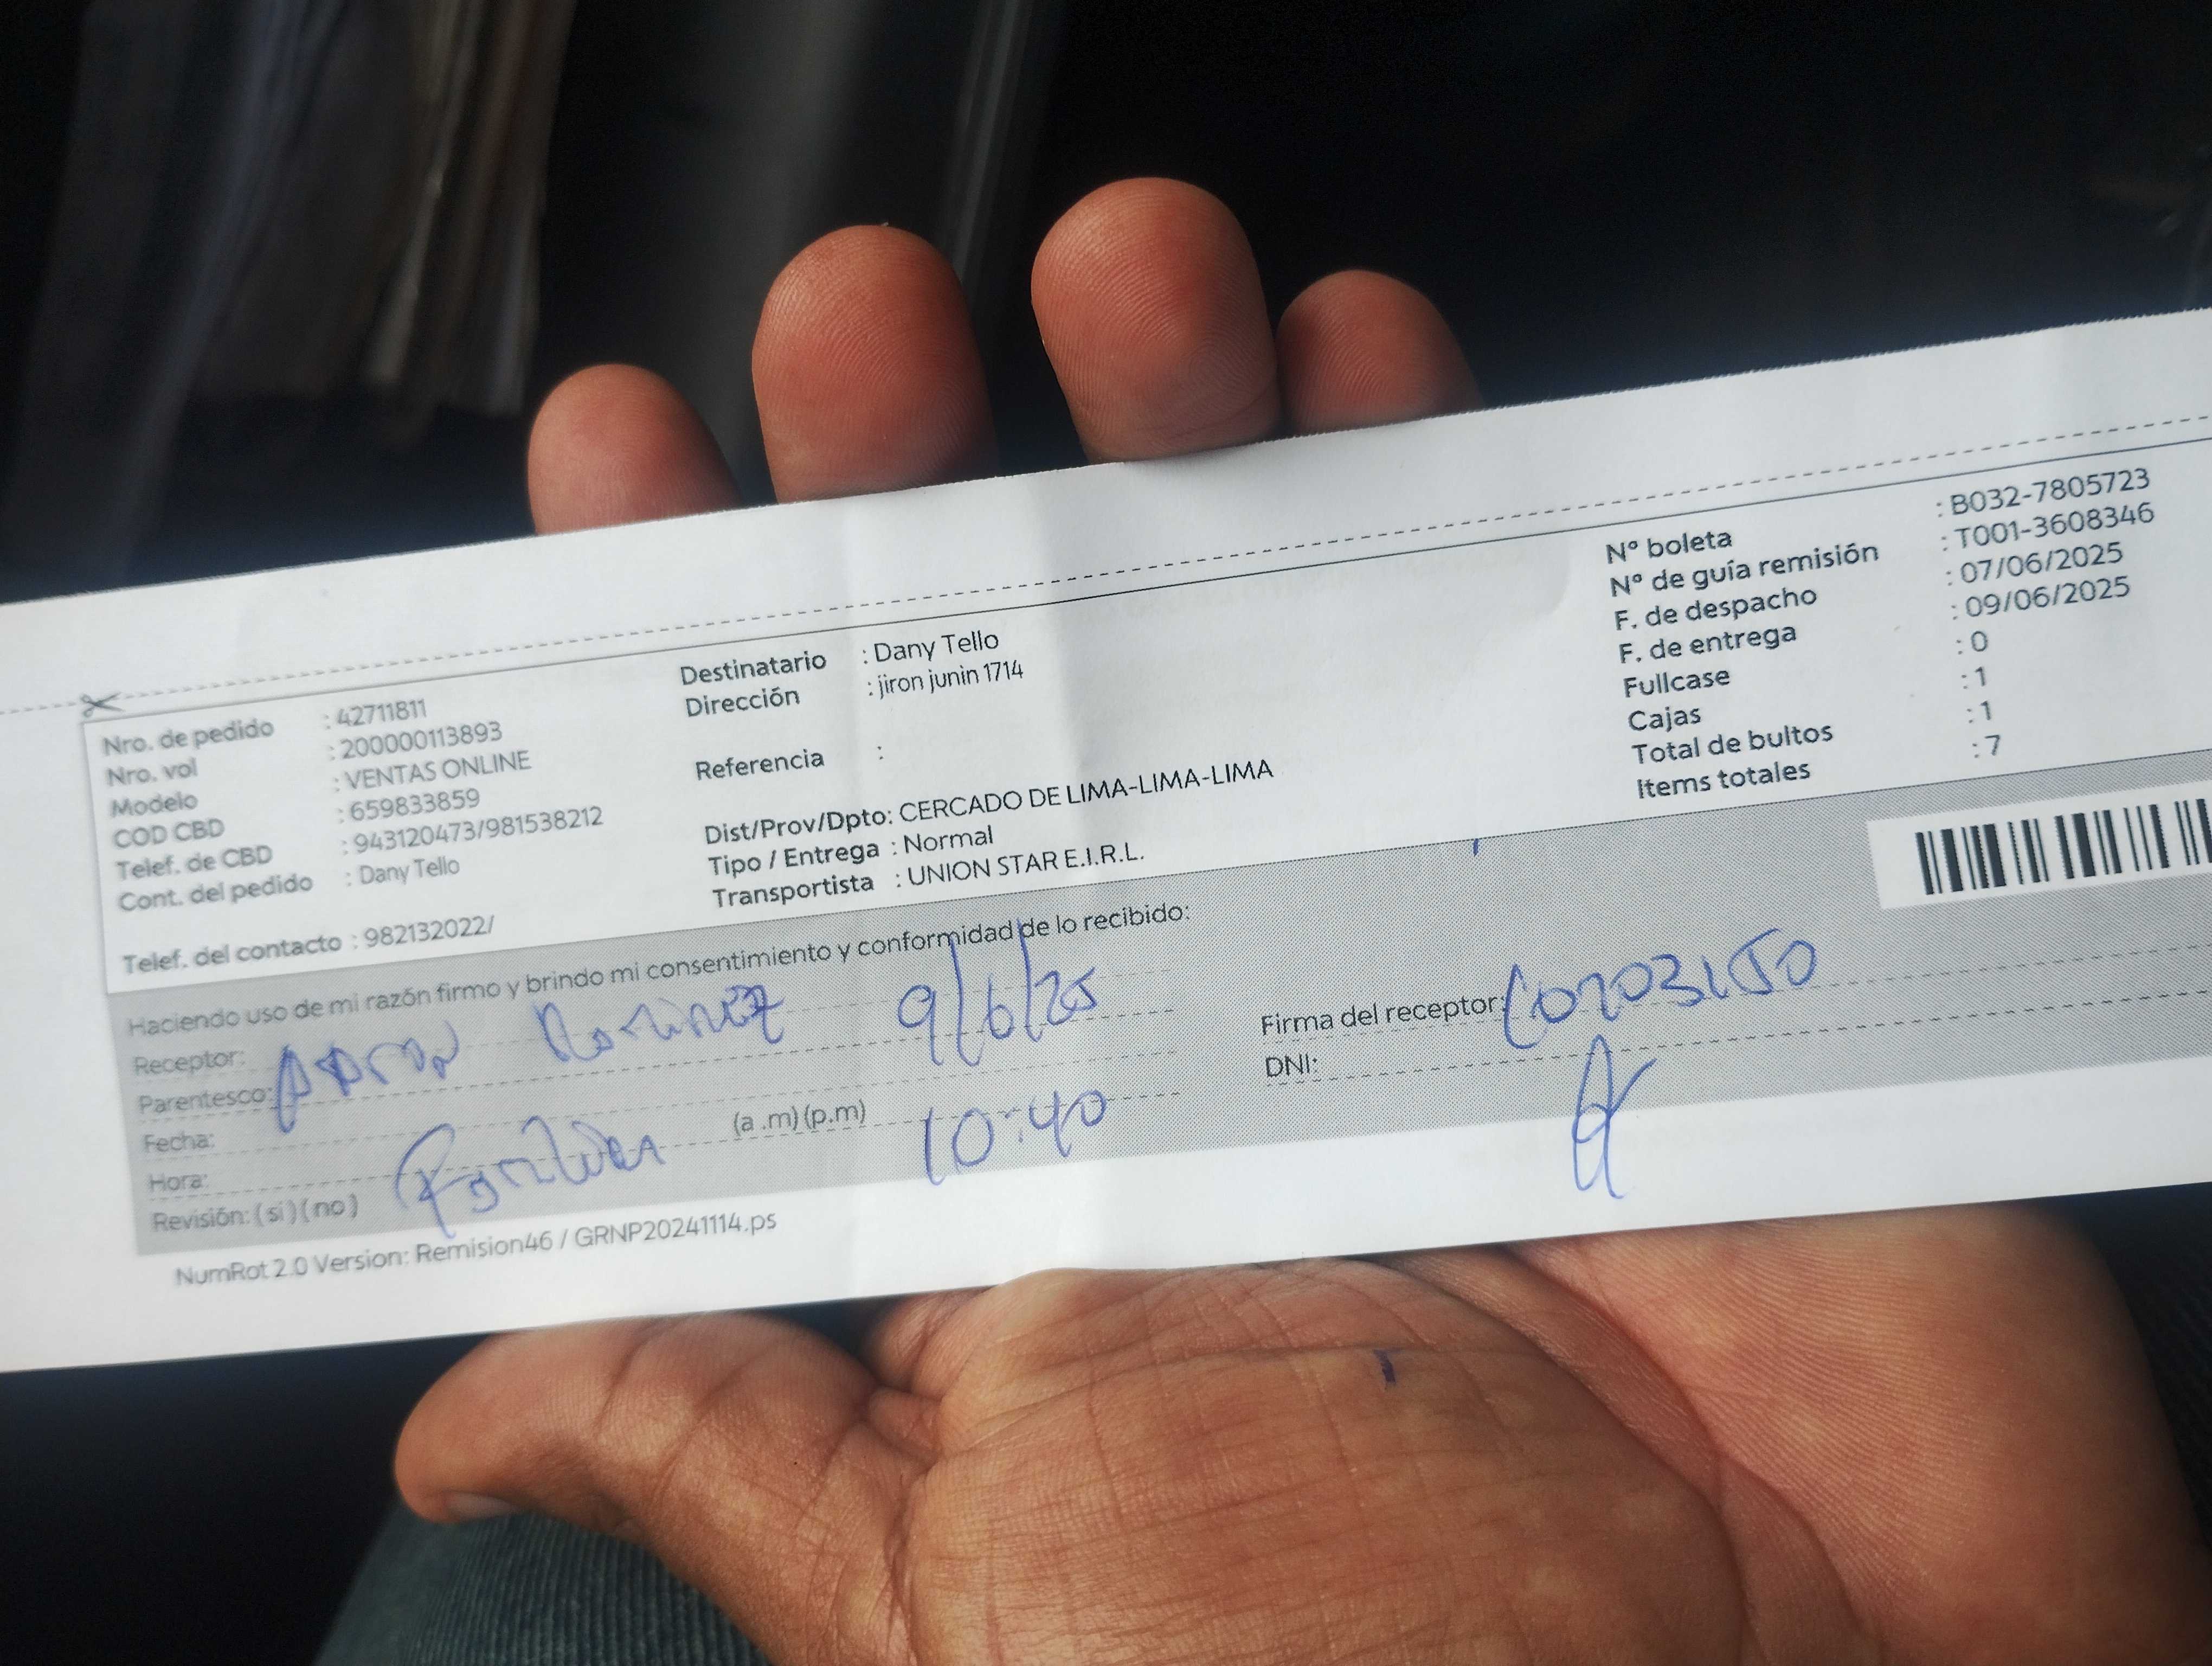 Nro. de pedido : 42711811
Nro. vol : 200000113893
Modelo : VENTAS ONLINE
COD CBD : 659833859
Telef. de CBD : 943120473/981538212
Cont. del pedido : Dany Tello
Telef. del contacto : 982132022/
Destinatario : Dany Tello
Dirección : jiron junin 1714
Referencia :
Dist/Prov/Dpto: CERCADO DE LIMA-LIMA-LIMA
Tipo / Entrega : Normal
Transportista : UNION STAR E.I.R.L.
N° boleta : B032-7805723
N° de guía remisión : T001-3608346
F. de despacho : 07/06/2025
F. de entrega : 09/06/2025
Fullcase : 0
Cajas : 1
Total de bultos : 1
Items totales : 7
Haciendo uso de mi razón firmo y brindo mi consentimiento y conformidad de lo recibido:
Receptor: 9/6/25
Parentesco:
Fecha:
Hora: (a .m) (p.m) 10:40
Revisión: (si) (no)
Firma del receptor:
DNI:
NumRot 2.0 Version: Remision46 / GRNP20241114.ps